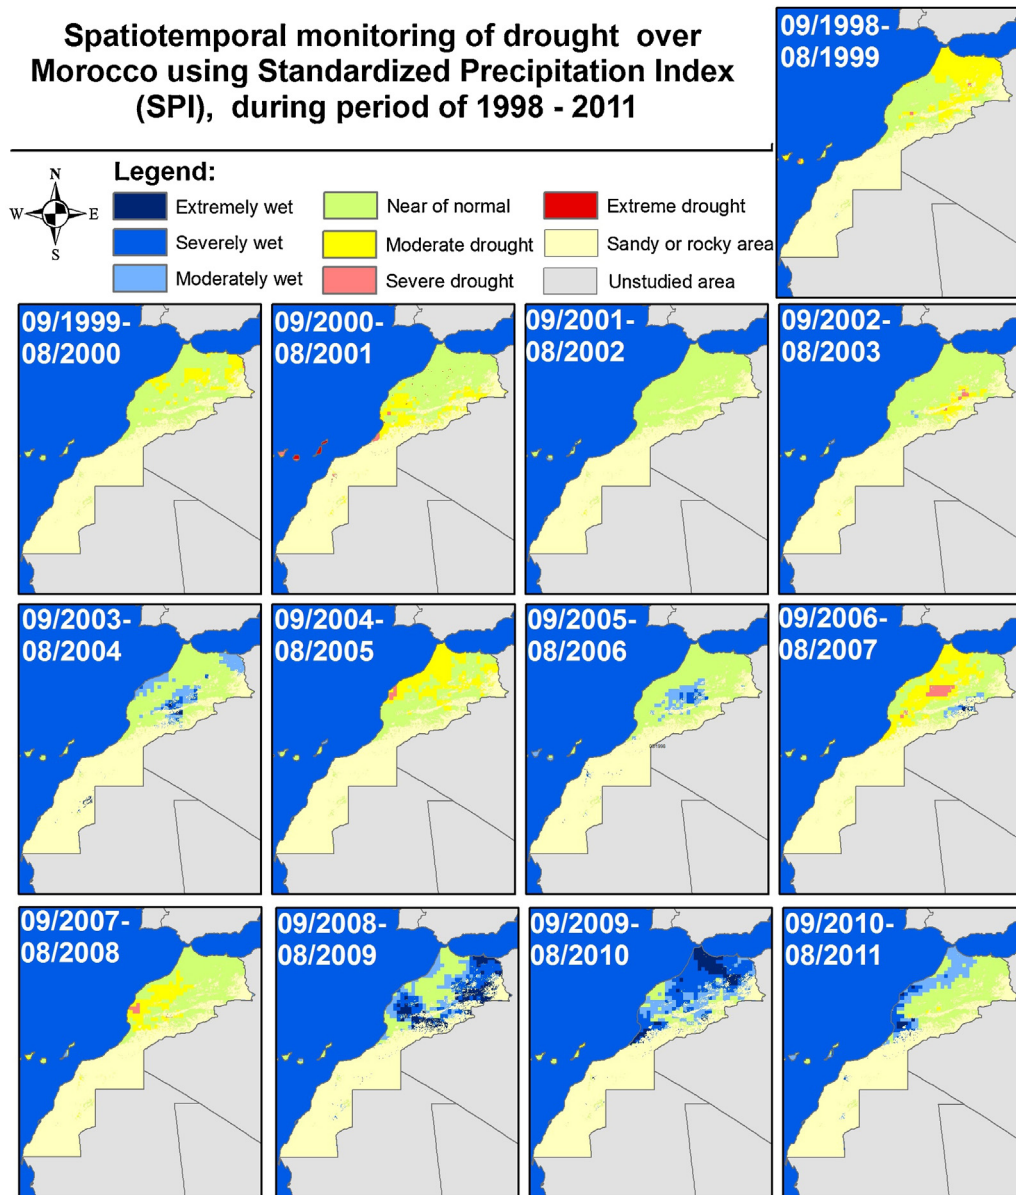 Spatiotemporal monitoring of drought over
Morocco using Standardized Precipitation Index
(SPI), during period of 1998 - 2011
09/1998-
08/1999
N
W E
S
Legend:
Extremely wet
Near of normal
Extreme drought
Severely wet
Moderate drought
Sandy or rocky area
Moderately wet
Severe drought
Unstudied area
09/1999-
08/2000
09/2000-
08/2001
09/2001-
08/2002
09/2002-
08/2003
09/2003-
08/2004
09/2004-
08/2005
09/2005-
08/2006
09/2006-
08/2007
09/2007-
08/2008
09/2008-
08/2009
09/2009-
08/2010
09/2010-
08/2011